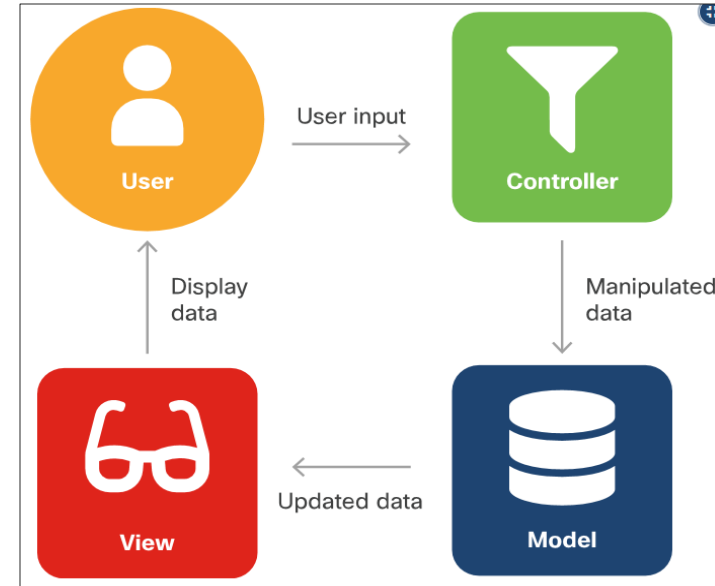 User input
User
Controller
Display
data
Manipulated
data
Updated data
View
Model